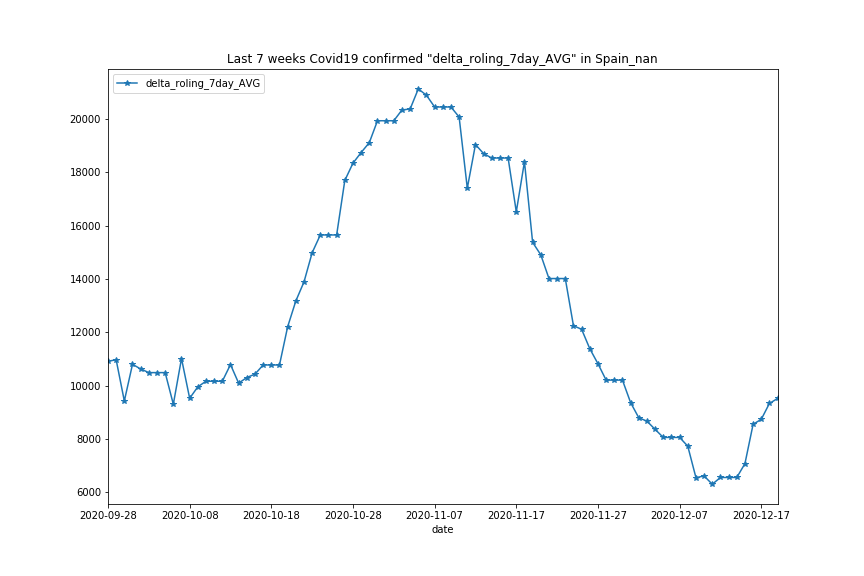 Last 7 weeks Covid19 confirmed "delta_roling_7day_AVG" in Spain_nan
delta_roling_7day_AVG
20000
18000
16000
14000
12000
10000
8000
6000
2020-09-28 2020-10-08 2020-10-18 2020-10-28 2020-11-07 2020-11-17 2020-11-27 2020-12-07 2020-12-17
date